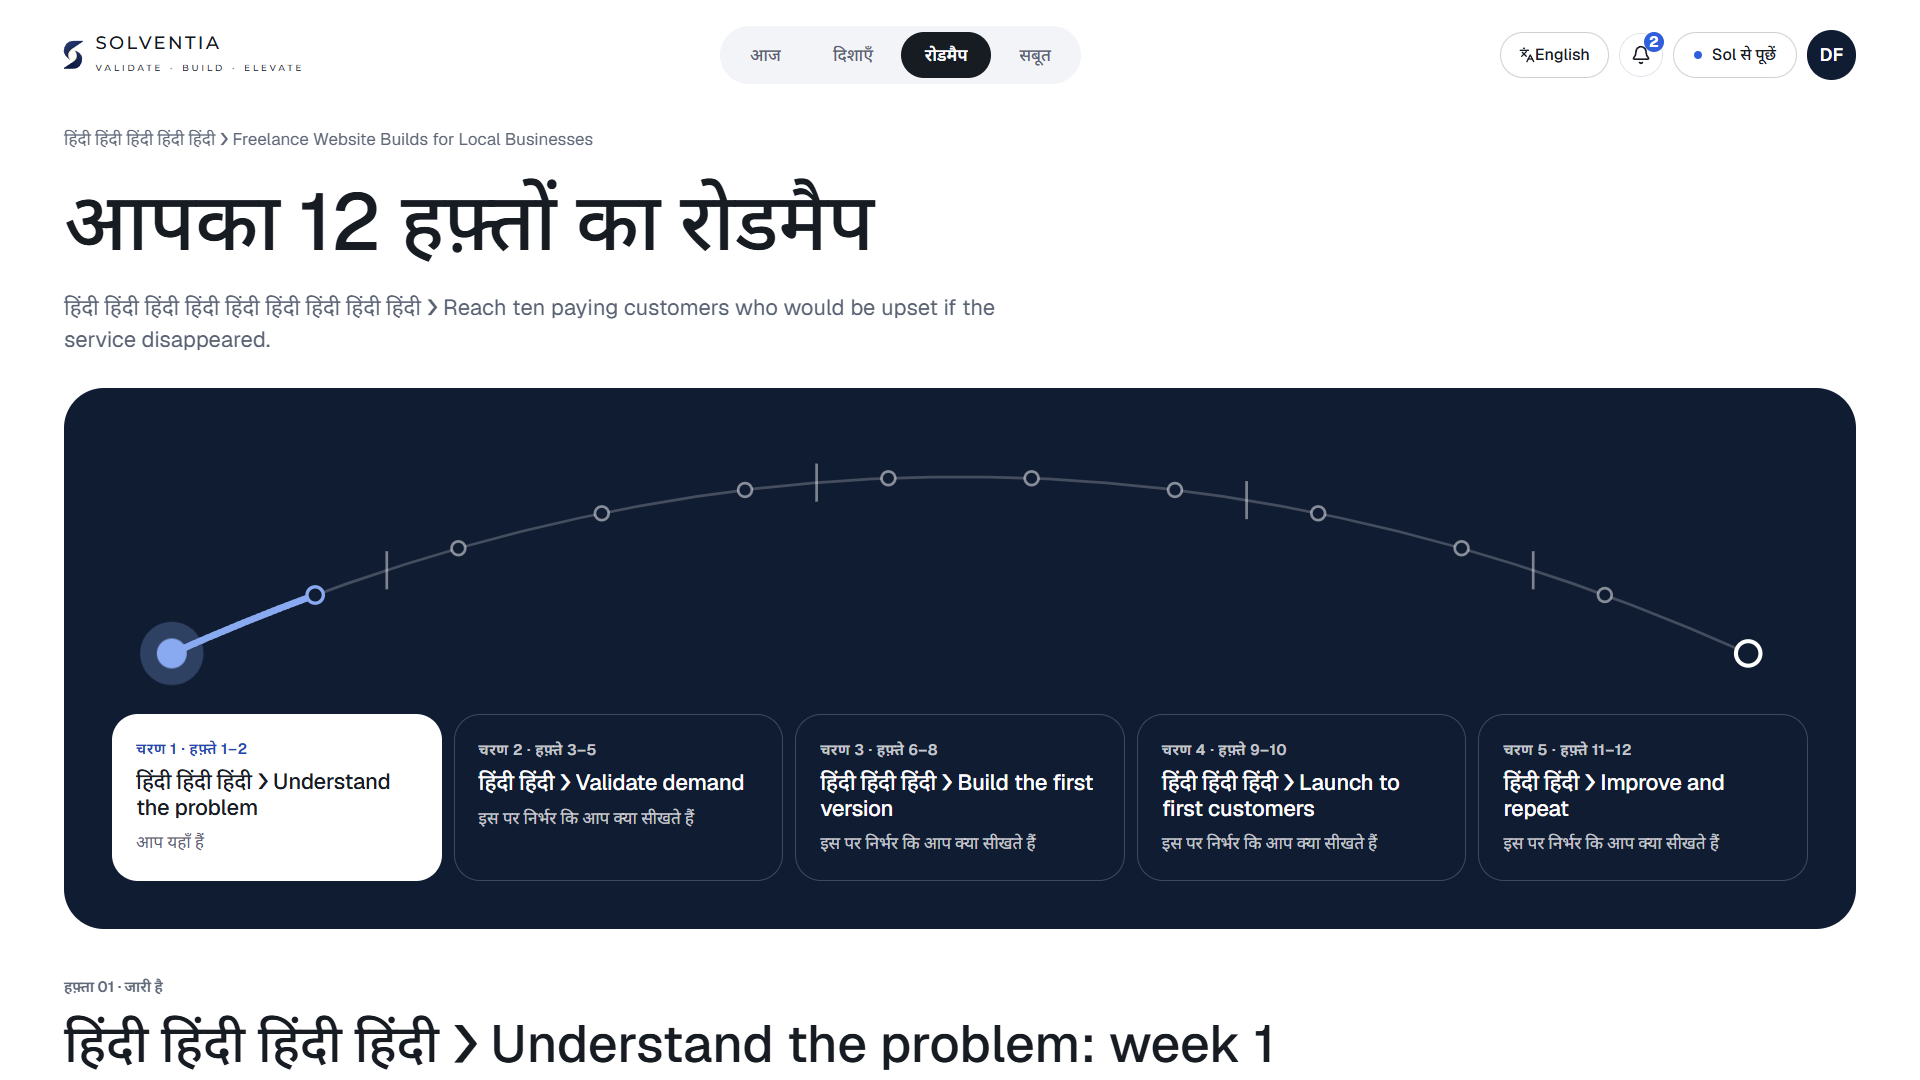 SOLVENTIA
VALIDATE · BUILD · ELEVATE
आज
दिशाएँ
रोडमैप
सबूत
English
2
Sol से पूछें
DF
हिंदी हिंदी हिंदी हिंदी हिंदी › Freelance Website Builds for Local Businesses
आपका 12 हफ़्तों का रोडमैप
हिंदी हिंदी हिंदी हिंदी हिंदी हिंदी हिंदी हिंदी हिंदी › Reach ten paying customers who would be upset if the
service disappeared.
चरण 1 · हफ़्ते 1–2
हिंदी हिंदी हिंदी › Understand
the problem
आप यहाँ हैं
चरण 2 · हफ़्ते 3–5
हिंदी हिंदी › Validate demand
इस पर निर्भर कि आप क्या सीखते हैं
चरण 3 · हफ़्ते 6–8
हिंदी हिंदी हिंदी › Build the first
version
इस पर निर्भर कि आप क्या सीखते हैं
चरण 4 · हफ़्ते 9–10
हिंदी हिंदी हिंदी › Launch to
first customers
इस पर निर्भर कि आप क्या सीखते हैं
चरण 5 · हफ़्ते 11–12
हिंदी हिंदी › Improve and
repeat
इस पर निर्भर कि आप क्या सीखते हैं
हफ़्ता 01 · जारी है
हिंदी हिंदी हिंदी हिंदी › Understand the problem: week 1